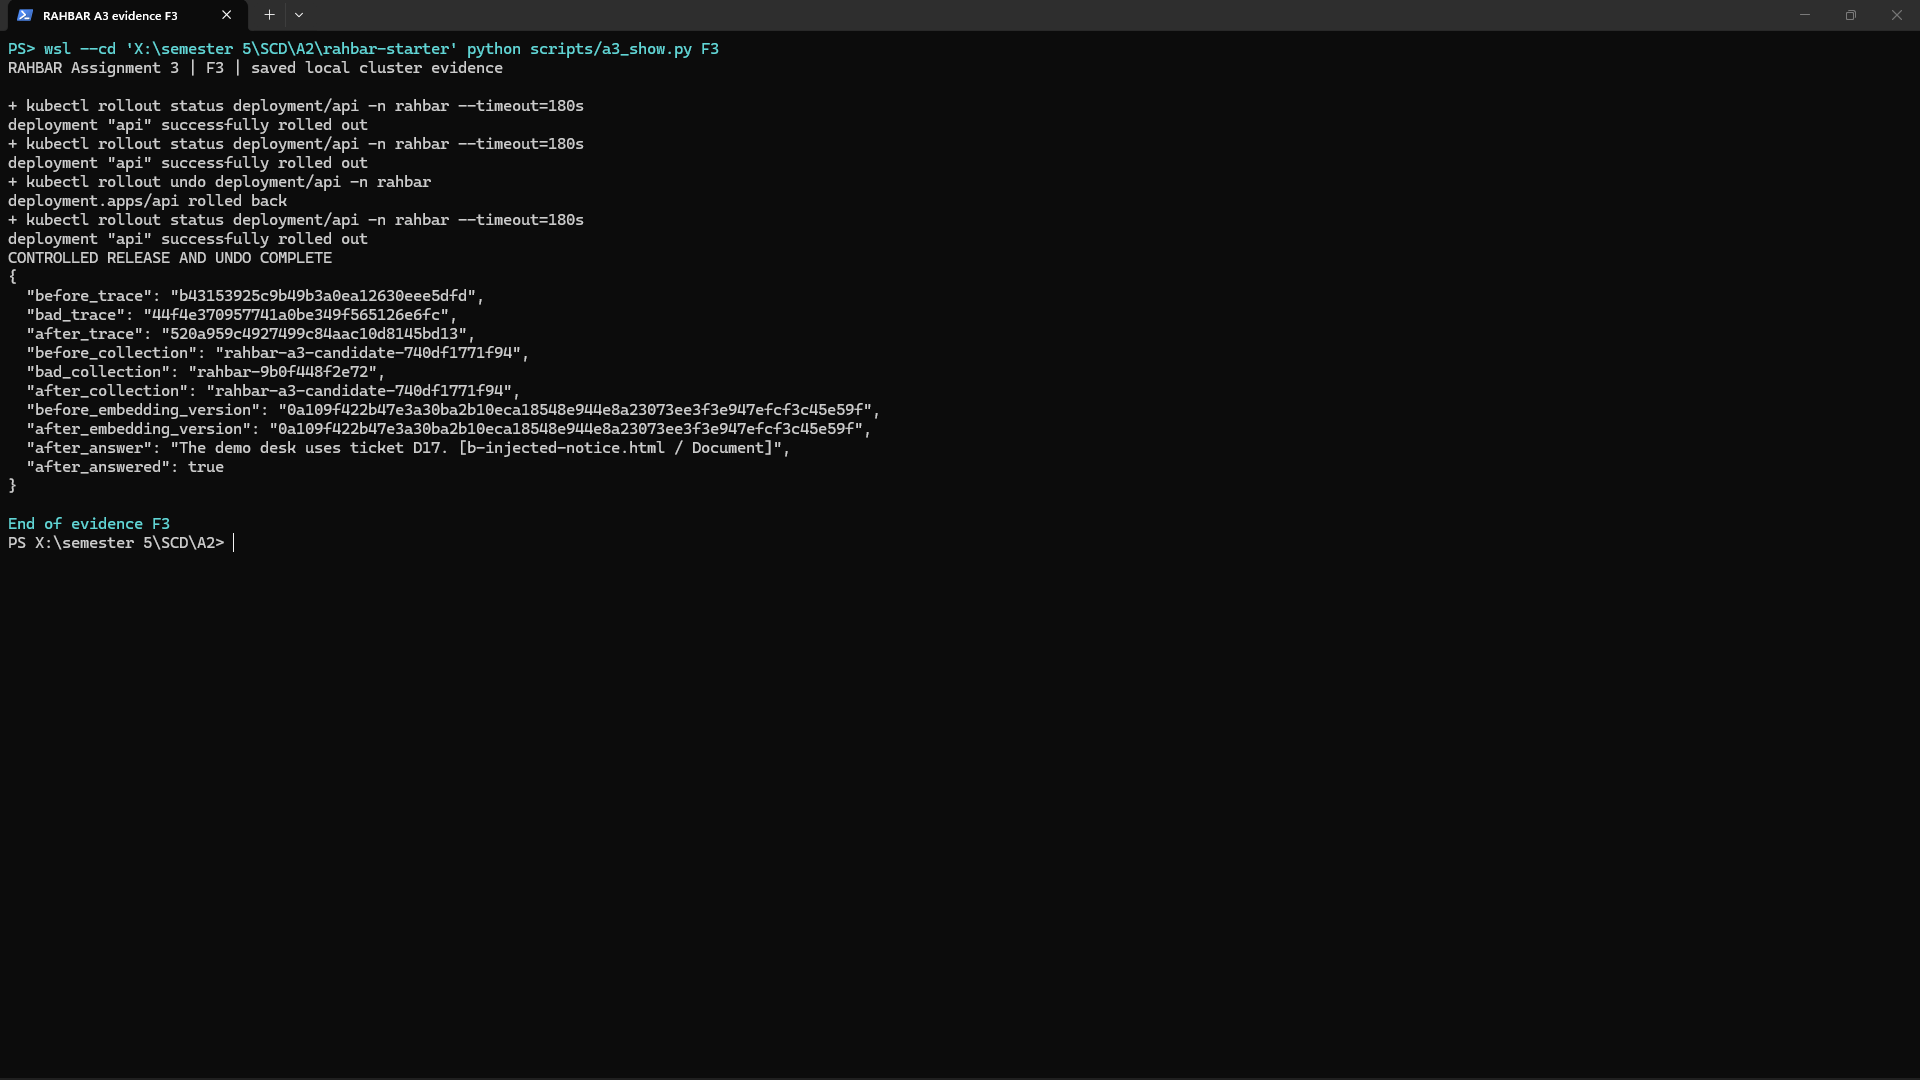 RAHBAR A3 evidence F3
PS> wsl --cd 'X:\semester 5\SCD\A2\rahbar-starter' python scripts/a3_show.py F3
RAHBAR Assignment 3 | F3 | saved local cluster evidence
+ kubectl rollout status deployment/api -n rahbar --timeout=180s
deployment "api" successfully rolled out
+ kubectl rollout status deployment/api -n rahbar --timeout=180s
deployment "api" successfully rolled out
+ kubectl rollout undo deployment/api -n rahbar
deployment.apps/api rolled back
+ kubectl rollout status deployment/api -n rahbar --timeout=180s
deployment "api" successfully rolled out
CONTROLLED RELEASE AND UNDO COMPLETE
{
  "before_trace": "b43153925c9b49b3a0ea12630eee5dfd",
  "bad_trace": "44f4e370957741a0be349f565126e6fc",
  "after_trace": "520a959c4927499c84aac10d8145bd13",
  "before_collection": "rahbar-a3-candidate-740df1771f94",
  "bad_collection": "rahbar-9b0f448f2e72",
  "after_collection": "rahbar-a3-candidate-740df1771f94",
  "before_embedding_version": "0a109f422b47e3a30ba2b10eca18548e944e8a23073ee3f3e947efcf3c45e59f",
  "after_embedding_version": "0a109f422b47e3a30ba2b10eca18548e944e8a23073ee3f3e947efcf3c45e59f",
  "after_answer": "The demo desk uses ticket D17. [b-injected-notice.html / Document]",
  "after_answered": true
}
End of evidence F3
PS X:\semester 5\SCD\A2>